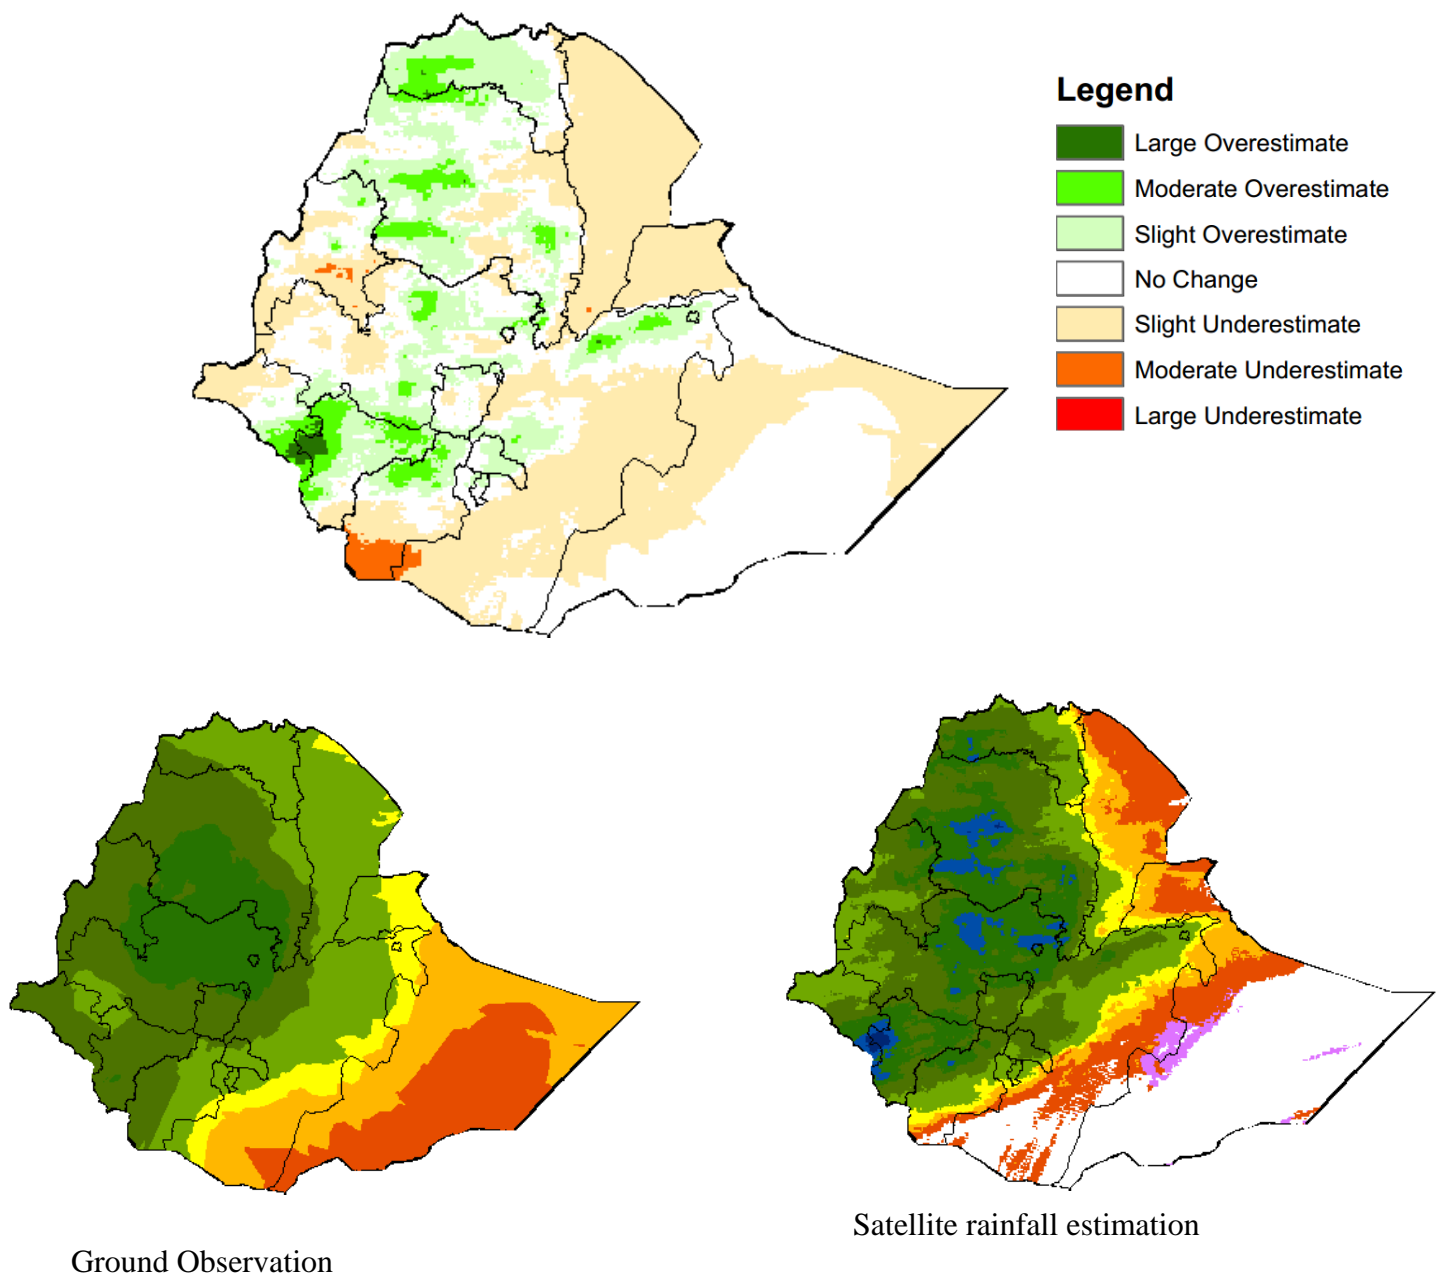 Legend
Large Overestimate
Moderate Overestimate
Slight Overestimate
No Change
Slight Underestimate
Moderate Underestimate
Large Underestimate
Satellite rainfall estimation
Ground Observation